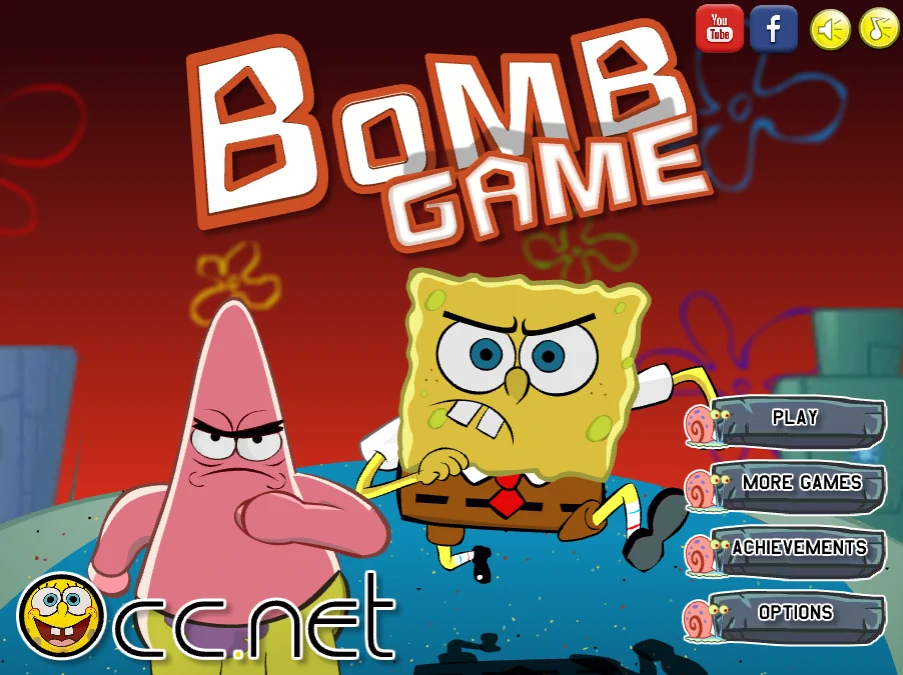 You
Tube
f
BOMB
GAME
PLAY
MORE GAMES
ACHIEVEMENTS
OPTIONS
cc.net